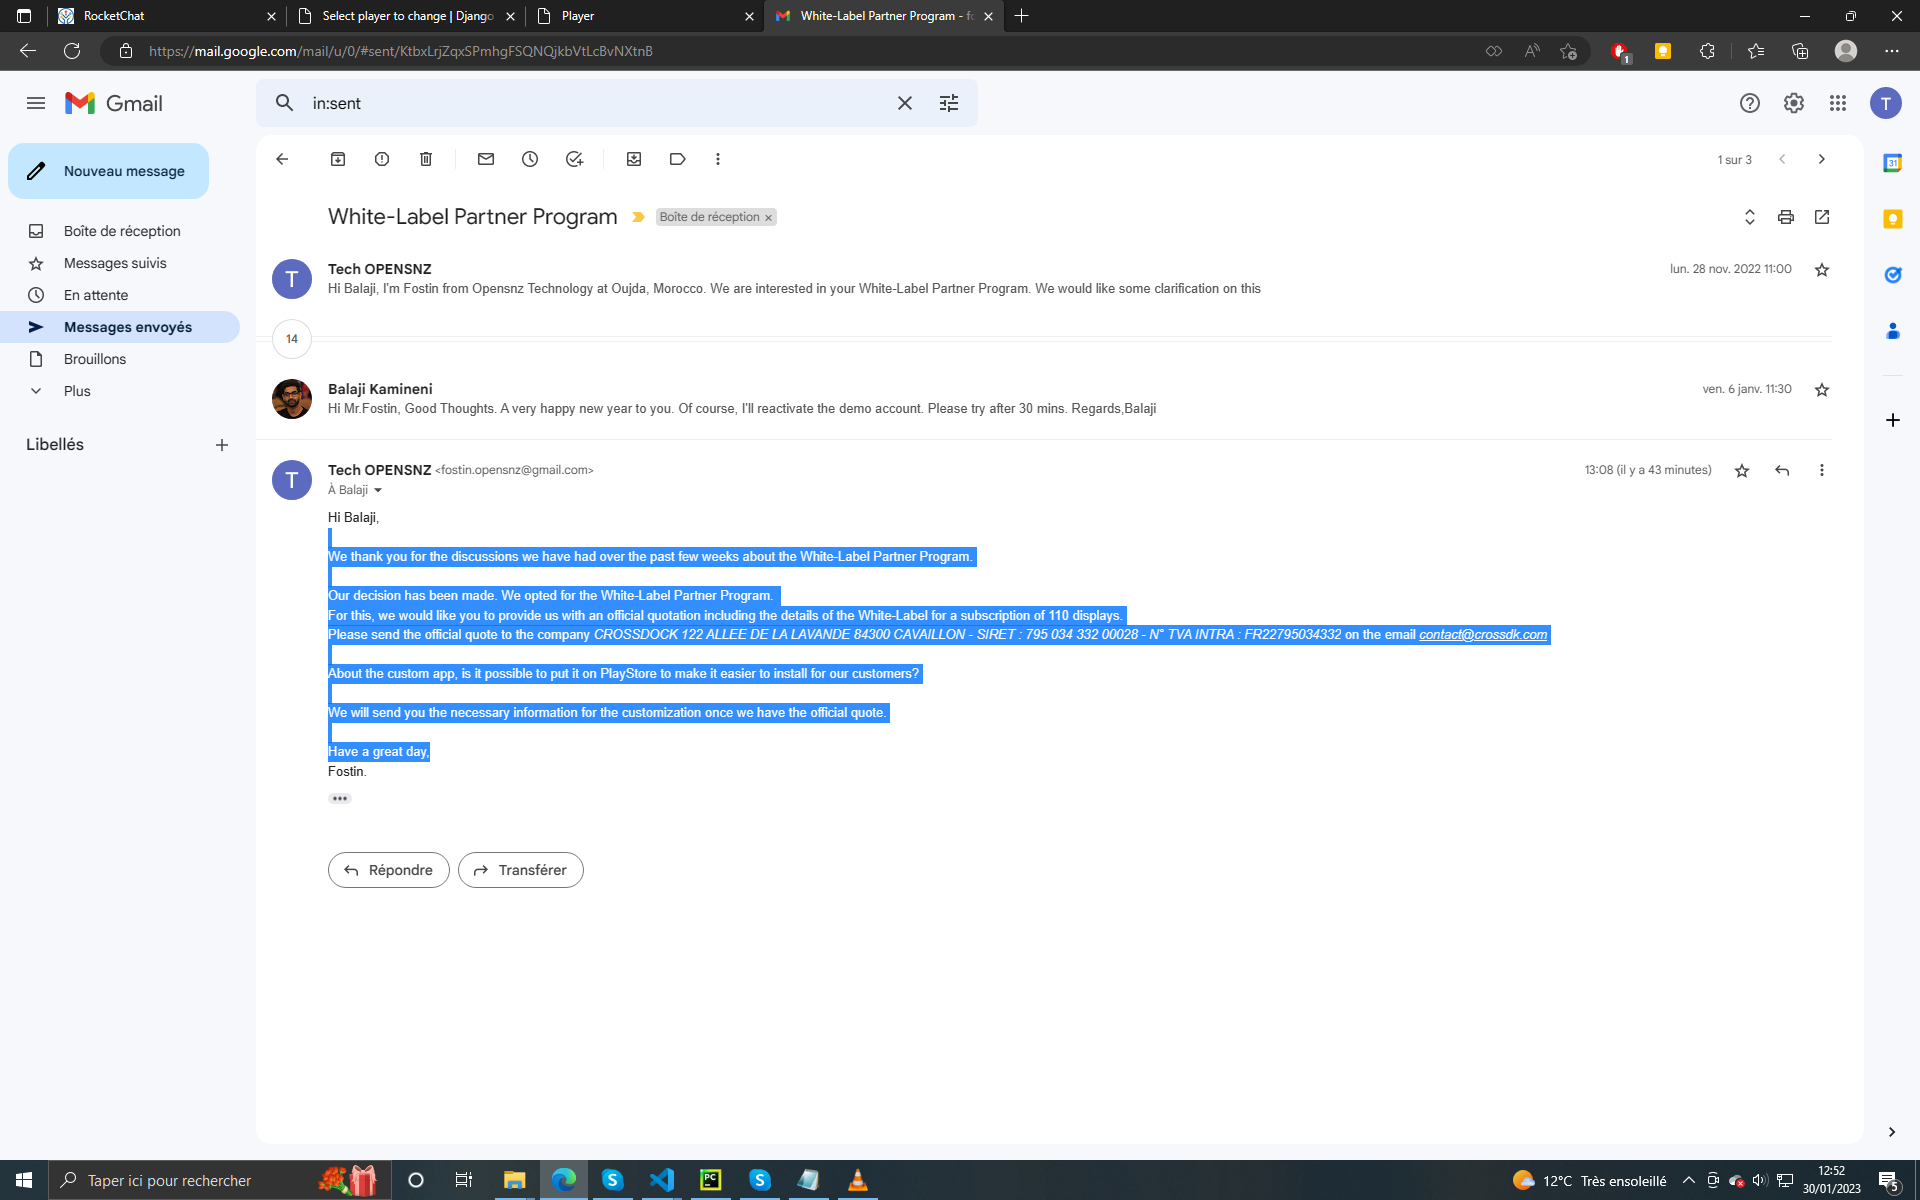 RocketChat
Select player to change | Django
Player
White-Label Partner Program - fo
https://mail.google.com/mail/u/0/#sent/KtbxLrjZqxSPmhgFSQNQjkbVtLcBvNXtnB
1
Gmail
in:sent
T
Nouveau message
1 sur 3
31
White-Label Partner Program
Boîte de réception
Boîte de réception
Messages suivis
En attente
Messages envoyés
Brouillons
Plus
Libellés
T
Tech OPENSNZ
lun. 28 nov. 2022 11:00
Hi Balaji, I'm Fostin from Opensnz Technology at Oujda, Morocco. We are interested in your White-Label Partner Program. We would like some clarification on this
14
Balaji Kamineni
ven. 6 janv. 11:30
Hi Mr.Fostin, Good Thoughts. A very happy new year to you. Of course, I'll reactivate the demo account. Please try after 30 mins. Regards,Balaji
T
Tech OPENSNZ <fostin.opensnz@gmail.com>
13:08 (il y a 43 minutes)
À Balaji
Hi Balaji,
We thank you for the discussions we have had over the past few weeks about the White-Label Partner Program.
Our decision has been made. We opted for the White-Label Partner Program.
For this, we would like you to provide us with an official quotation including the details of the White-Label for a subscription of 110 displays.
Please send the official quote to the company CROSSDOCK 122 ALLEE DE LA LAVANDE 84300 CAVAILLON - SIRET : 795 034 332 00028 - N° TVA INTRA : FR22795034332 on the email contact@crossdk.com
About the custom app, is it possible to put it on PlayStore to make it easier to install for our customers?
We will send you the necessary information for the customization once we have the official quote.
Have a great day,
Fostin.
Répondre
Transférer
Taper ici pour rechercher
PC
12°C Très ensoleillé
12:52
30/01/2023
5